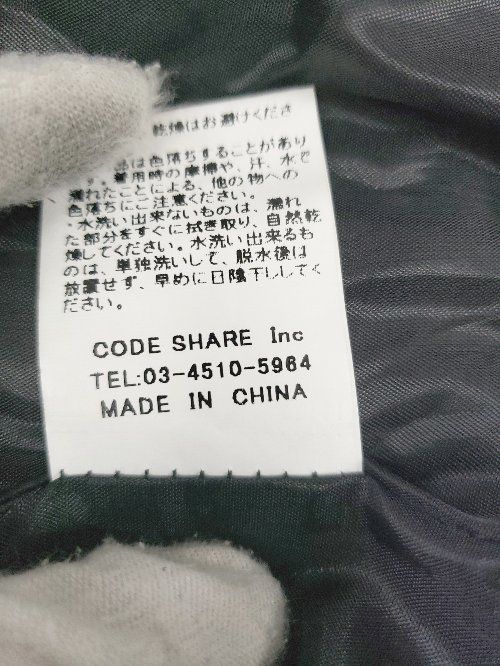 乾燥はお避けくださ
品は色落ちすることがあり
着用時の摩擦や、汗、水で
濡れたことによる、他の物への
色落ちにご注意ください。
・水洗い出来ないものは、濡れ
た部分をすぐに拭き取り、自然乾
燥してください。水洗い出来るも
のは、単独洗いして、脱水後は
放置せず、早めに日陰干ししてく
ださい。
CODE SHARE Inc
TEL:03-4510-5964
MADE IN CHINA